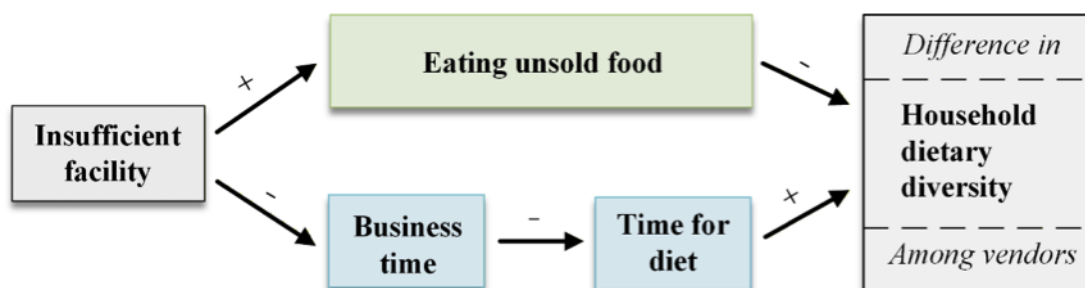 Insufficient
facility
+
Eating unsold food
-
-
Business
time
-
Time for
diet
+
Difference in
Household
dietary
diversity
Among vendors